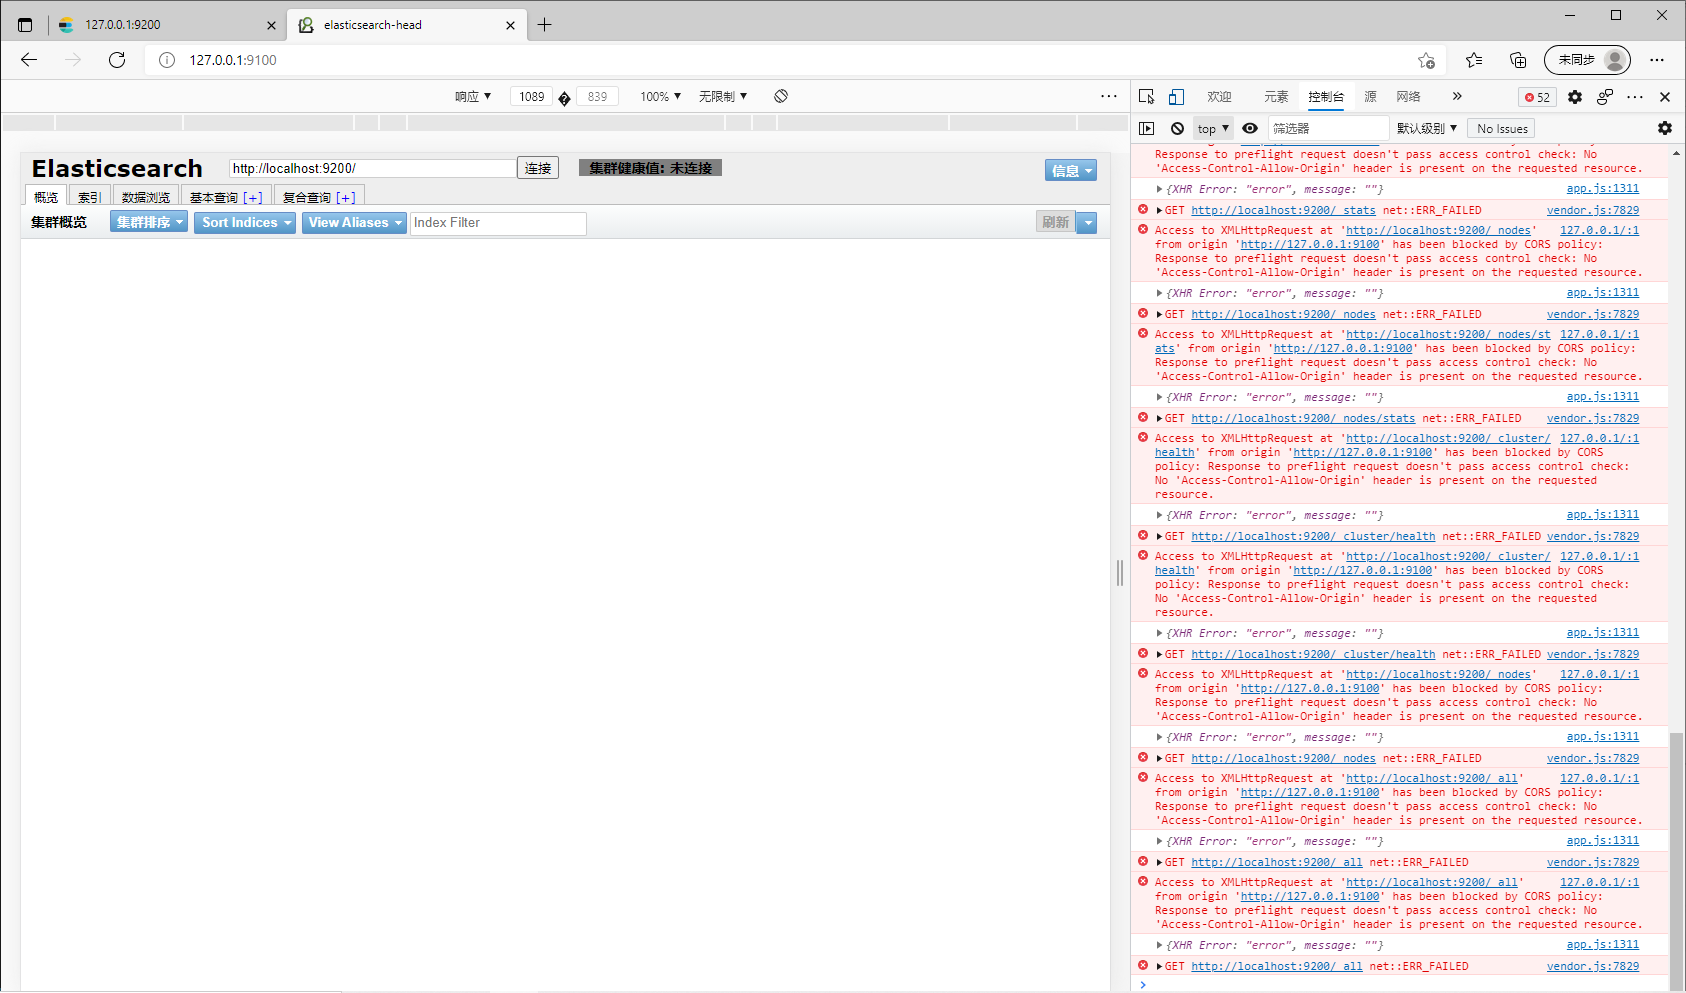 127.0.0.1:9200
elasticsearch-head
127.0.0.1:9100
未同步
响应 ▼ 1089 839 100% ▼ 无限制 ▼
欢迎 元素 控制台 源 网络 52
top ▼ 筛选器 默认级别 ▼ No Issues
Elasticsearch http://localhost:9200/ 连接 集群健康值: 未连接 信息
概览 索引 数据浏览 基本查询 [+] 复合查询 [+]
集群概览 集群排序 Sort Indices View Aliases Index Filter 刷新
Response to preflight request doesn't pass access control check: No
'Access-Control-Allow-Origin' header is present on the requested resource.
{XHR Error: "error", message: ""} app.js:1311
GET http://localhost:9200/_stats net::ERR_FAILED vendor.js:7829
Access to XMLHttpRequest at 'http://localhost:9200/_nodes' 127.0.0.1/:1
from origin 'http://127.0.0.1:9100' has been blocked by CORS policy:
Response to preflight request doesn't pass access control check: No
'Access-Control-Allow-Origin' header is present on the requested resource.
{XHR Error: "error", message: ""} app.js:1311
GET http://localhost:9200/_nodes net::ERR_FAILED vendor.js:7829
Access to XMLHttpRequest at 'http://localhost:9200/_nodes/st 127.0.0.1/:1
ats' from origin 'http://127.0.0.1:9100' has been blocked by CORS policy:
Response to preflight request doesn't pass access control check: No
'Access-Control-Allow-Origin' header is present on the requested resource.
{XHR Error: "error", message: ""} app.js:1311
GET http://localhost:9200/_nodes/stats net::ERR_FAILED vendor.js:7829
Access to XMLHttpRequest at 'http://localhost:9200/_cluster/ 127.0.0.1/:1
health' from origin 'http://127.0.0.1:9100' has been blocked by CORS
policy: Response to preflight request doesn't pass access control check:
No 'Access-Control-Allow-Origin' header is present on the requested
resource.
{XHR Error: "error", message: ""} app.js:1311
GET http://localhost:9200/_cluster/health net::ERR_FAILED vendor.js:7829
Access to XMLHttpRequest at 'http://localhost:9200/_cluster/ 127.0.0.1/:1
health' from origin 'http://127.0.0.1:9100' has been blocked by CORS
policy: Response to preflight request doesn't pass access control check:
No 'Access-Control-Allow-Origin' header is present on the requested
resource.
{XHR Error: "error", message: ""} app.js:1311
GET http://localhost:9200/_cluster/health net::ERR_FAILED vendor.js:7829
Access to XMLHttpRequest at 'http://localhost:9200/_nodes' 127.0.0.1/:1
from origin 'http://127.0.0.1:9100' has been blocked by CORS policy:
Response to preflight request doesn't pass access control check: No
'Access-Control-Allow-Origin' header is present on the requested resource.
{XHR Error: "error", message: ""} app.js:1311
GET http://localhost:9200/_nodes net::ERR_FAILED vendor.js:7829
Access to XMLHttpRequest at 'http://localhost:9200/_all' 127.0.0.1/:1
from origin 'http://127.0.0.1:9100' has been blocked by CORS policy:
Response to preflight request doesn't pass access control check: No
'Access-Control-Allow-Origin' header is present on the requested resource.
{XHR Error: "error", message: ""} app.js:1311
GET http://localhost:9200/_all net::ERR_FAILED vendor.js:7829
Access to XMLHttpRequest at 'http://localhost:9200/_all' 127.0.0.1/:1
from origin 'http://127.0.0.1:9100' has been blocked by CORS policy:
Response to preflight request doesn't pass access control check: No
'Access-Control-Allow-Origin' header is present on the requested resource.
{XHR Error: "error", message: ""} app.js:1311
GET http://localhost:9200/_all net::ERR_FAILED vendor.js:7829